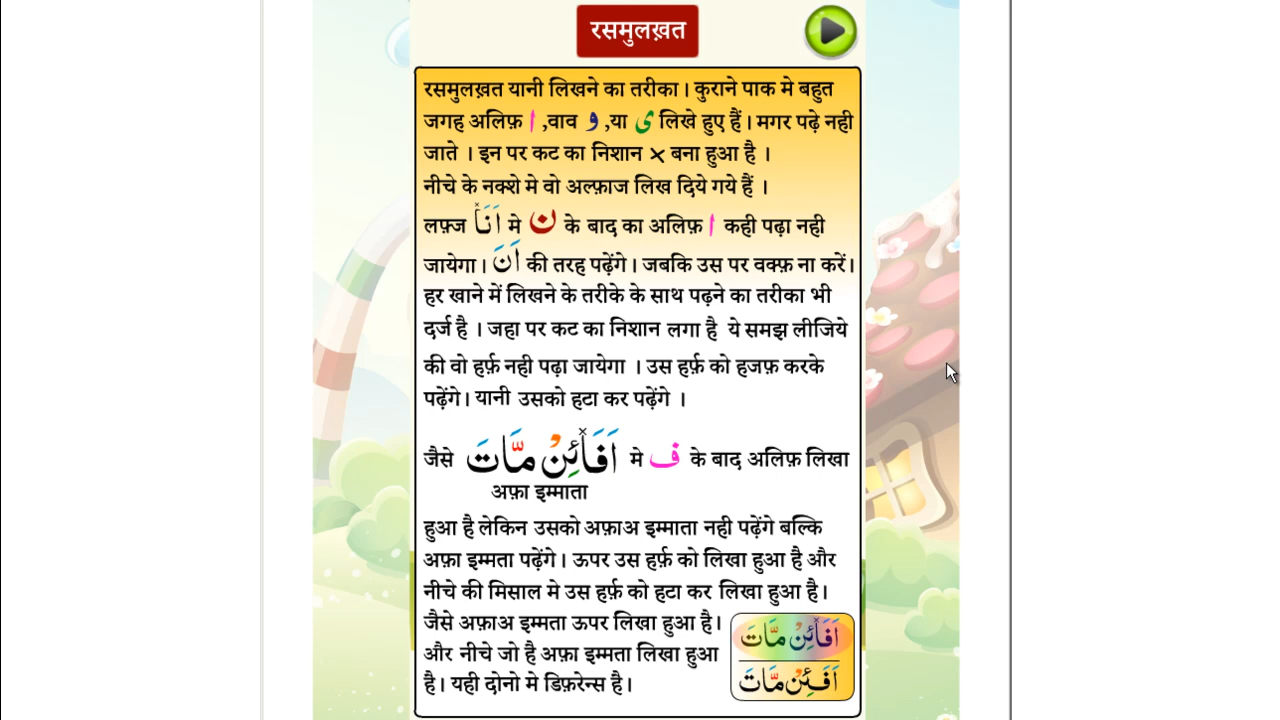 रसमुलख़त
रसमुलख़त यानी लिखने का तरीका। कुराने पाक मे बहुत
जगह अलिफ़ ا ,वाव و ,या ى लिखे हुए हैं। मगर पढ़े नही
जाते । इन पर कट का निशान × बना हुआ है ।
नीचे के नक्शे मे वो अल्फ़ाज लिख दिये गये हैं ।
लफ़्ज اَنَا मे ن के बाद का अलिफ़ ا कही पढ़ा नही
जायेगा। اَنَ की तरह पढ़ेंगे। जबकि उस पर वक्फ़ ना करें।
हर खाने में लिखने के तरीके के साथ पढ़ने का तरीका भी
दर्ज है । जहा पर कट का निशान लगा है ये समझ लीजिये
की वो हर्फ़ नही पढ़ा जायेगा । उस हर्फ़ को हजफ़ करके
पढ़ेंगे। यानी उसको हटा कर पढ़ेंगे ।
जैसे اَفَا۟ئِنْ مَّاتَ मे ف के बाद अलिफ़ लिखा
अफ़ा इम्माता
हुआ है लेकिन उसको अफ़ाअ इम्माता नही पढ़ेंगे बल्कि
अफ़ा इम्मता पढ़ेंगे। ऊपर उस हर्फ़ को लिखा हुआ है और
नीचे की मिसाल मे उस हर्फ़ को हटा कर लिखा हुआ है।
जैसे अफ़ाअ इम्मता ऊपर लिखा हुआ है।
और नीचे जो है अफ़ा इम्मता लिखा हुआ
है। यही दोनो मे डिफ़रेन्स है।
اَفَا۟ئِنْ مَّاتَ
اَفَئِنْ مَّاتَ